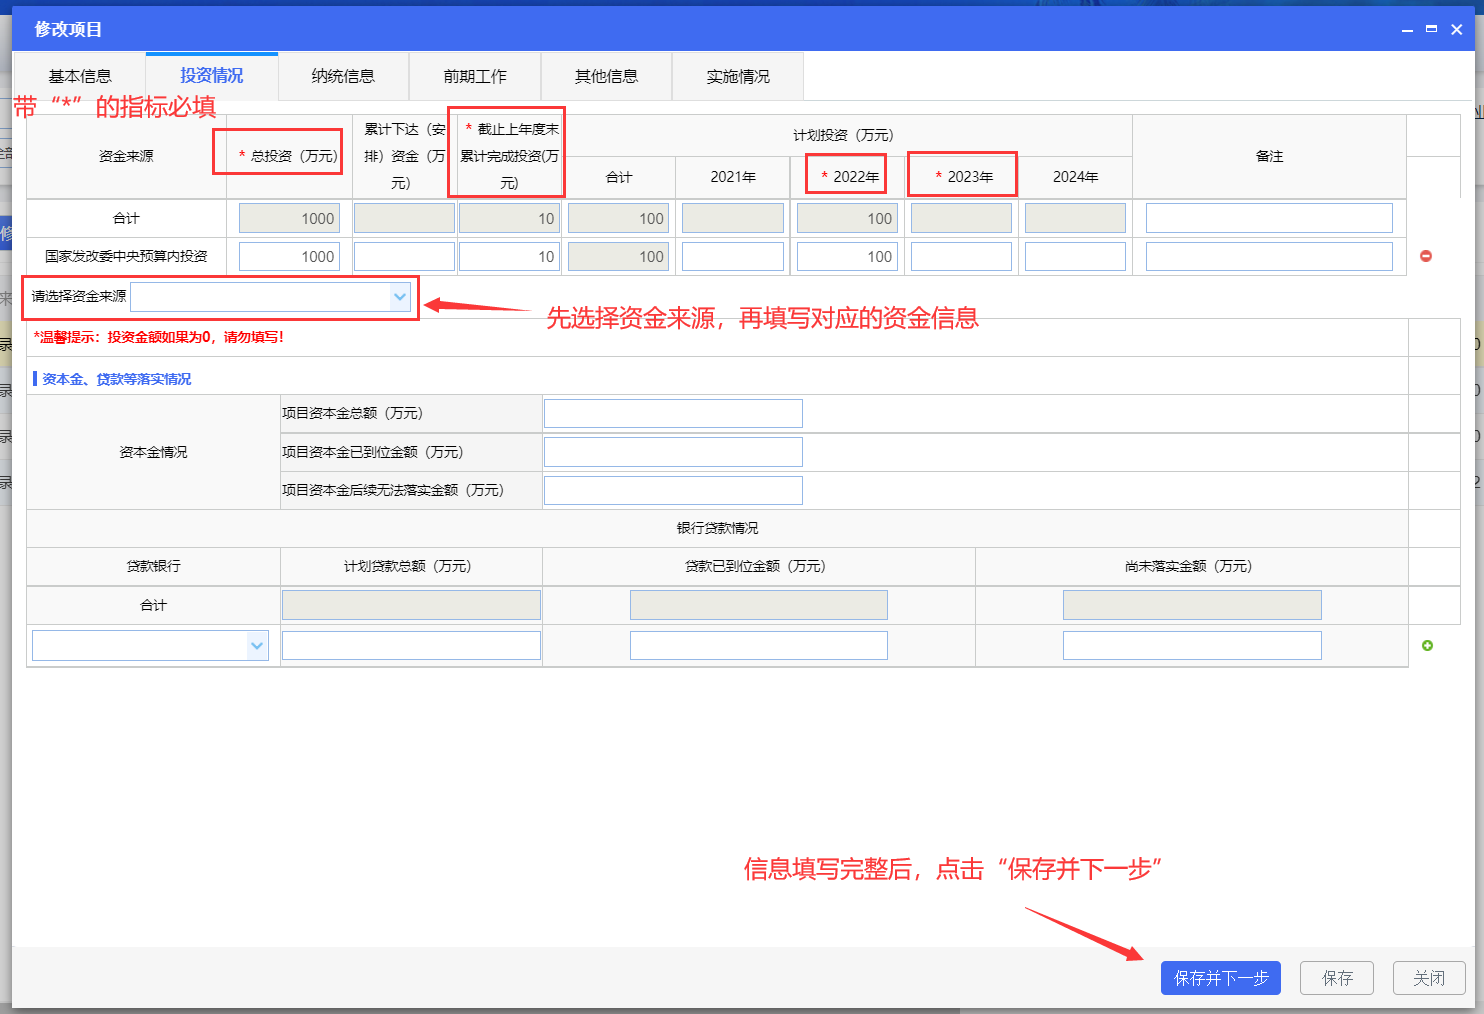 修改项目
基本信息
投资情况
纳统信息
前期工作
其他信息
实施情况
带“*”的指标必填
资金来源
* 总投资（万元）
累计下达（安
排）资金（万
元）
* 截止上年度末
累计完成投资(万
元)
计划投资（万元）
合计
2021年
* 2022年
* 2023年
2024年
备注
合计
1000
10
100
100
国家发改委中央预算内投资
1000
10
100
100
请选择资金来源
先选择资金来源，再填写对应的资金信息
*温馨提示：投资金额如果为0，请勿填写！
资本金、贷款等落实情况
资本金情况
项目资本金总额（万元）
项目资本金已到位金额（万元）
项目资本金后续无法落实金额（万元）
银行贷款情况
贷款银行
计划贷款总额（万元）
贷款已到位金额（万元）
尚未落实金额（万元）
合计
信息填写完整后，点击“保存并下一步”
保存并下一步
保存
关闭